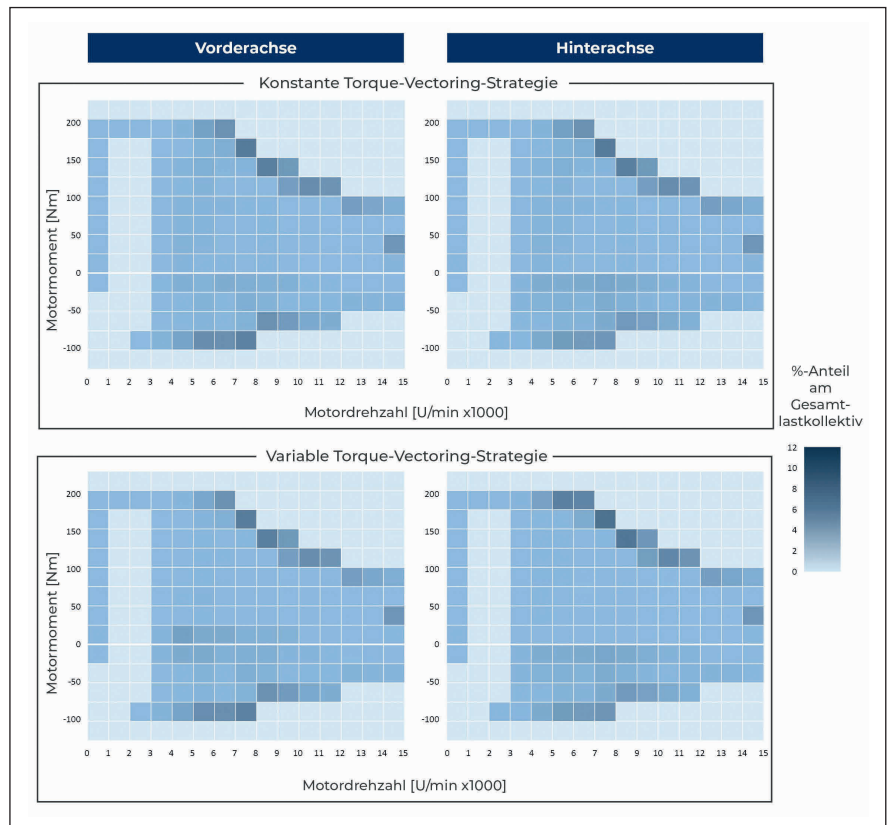 Vorderachse
Hinterachse
Konstante Torque-Vectoring-Strategie
Motormoment [Nm]
200
150
100
50
0
-50
-100
0 1 2 3 4 5 6 7 8 9 10 11 12 13 14 15
200
150
100
50
0
-50
-100
0 1 2 3 4 5 6 7 8 9 10 11 12 13 14 15
Motordrehzahl [U/min x1000]
Variable Torque-Vectoring-Strategie
Motormoment [Nm]
200
150
100
50
0
-50
-100
0 1 2 3 4 5 6 7 8 9 10 11 12 13 14 15
200
150
100
50
0
-50
-100
0 1 2 3 4 5 6 7 8 9 10 11 12 13 14 15
Motordrehzahl [U/min x1000]
%-Anteil
am
Gesamt-
lastkollektiv
12
10
8
6
4
2
0